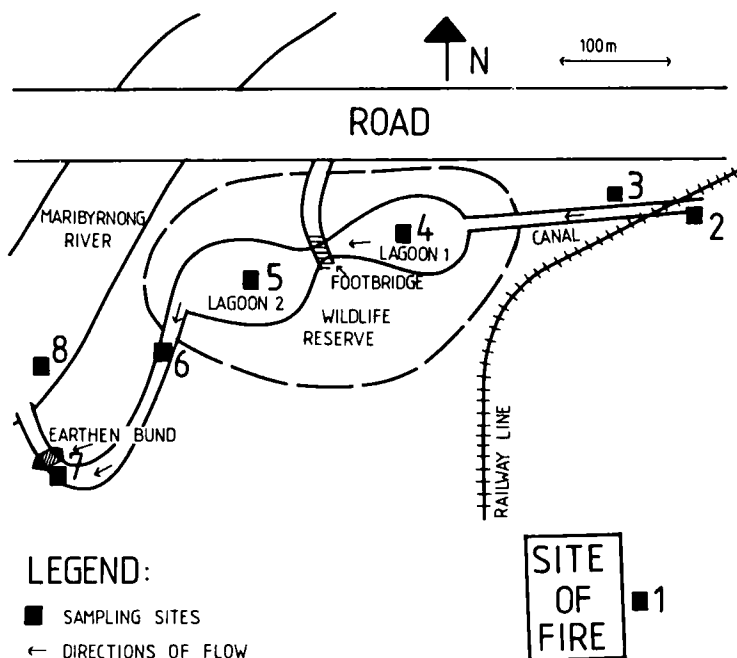 100m
N
ROAD
3
MARIBYRNONG
RIVER
2
4
CANAL
LAGOON 1
5
FOOTBRIDGE
LAGOON 2
WILDLIFE
RESERVE
8
6
EARTHEN BUND
7
RAILWAY LINE
LEGEND:
SAMPLING SITES
← DIRECTIONS OF FLOW
SITE
OF
FIRE
1